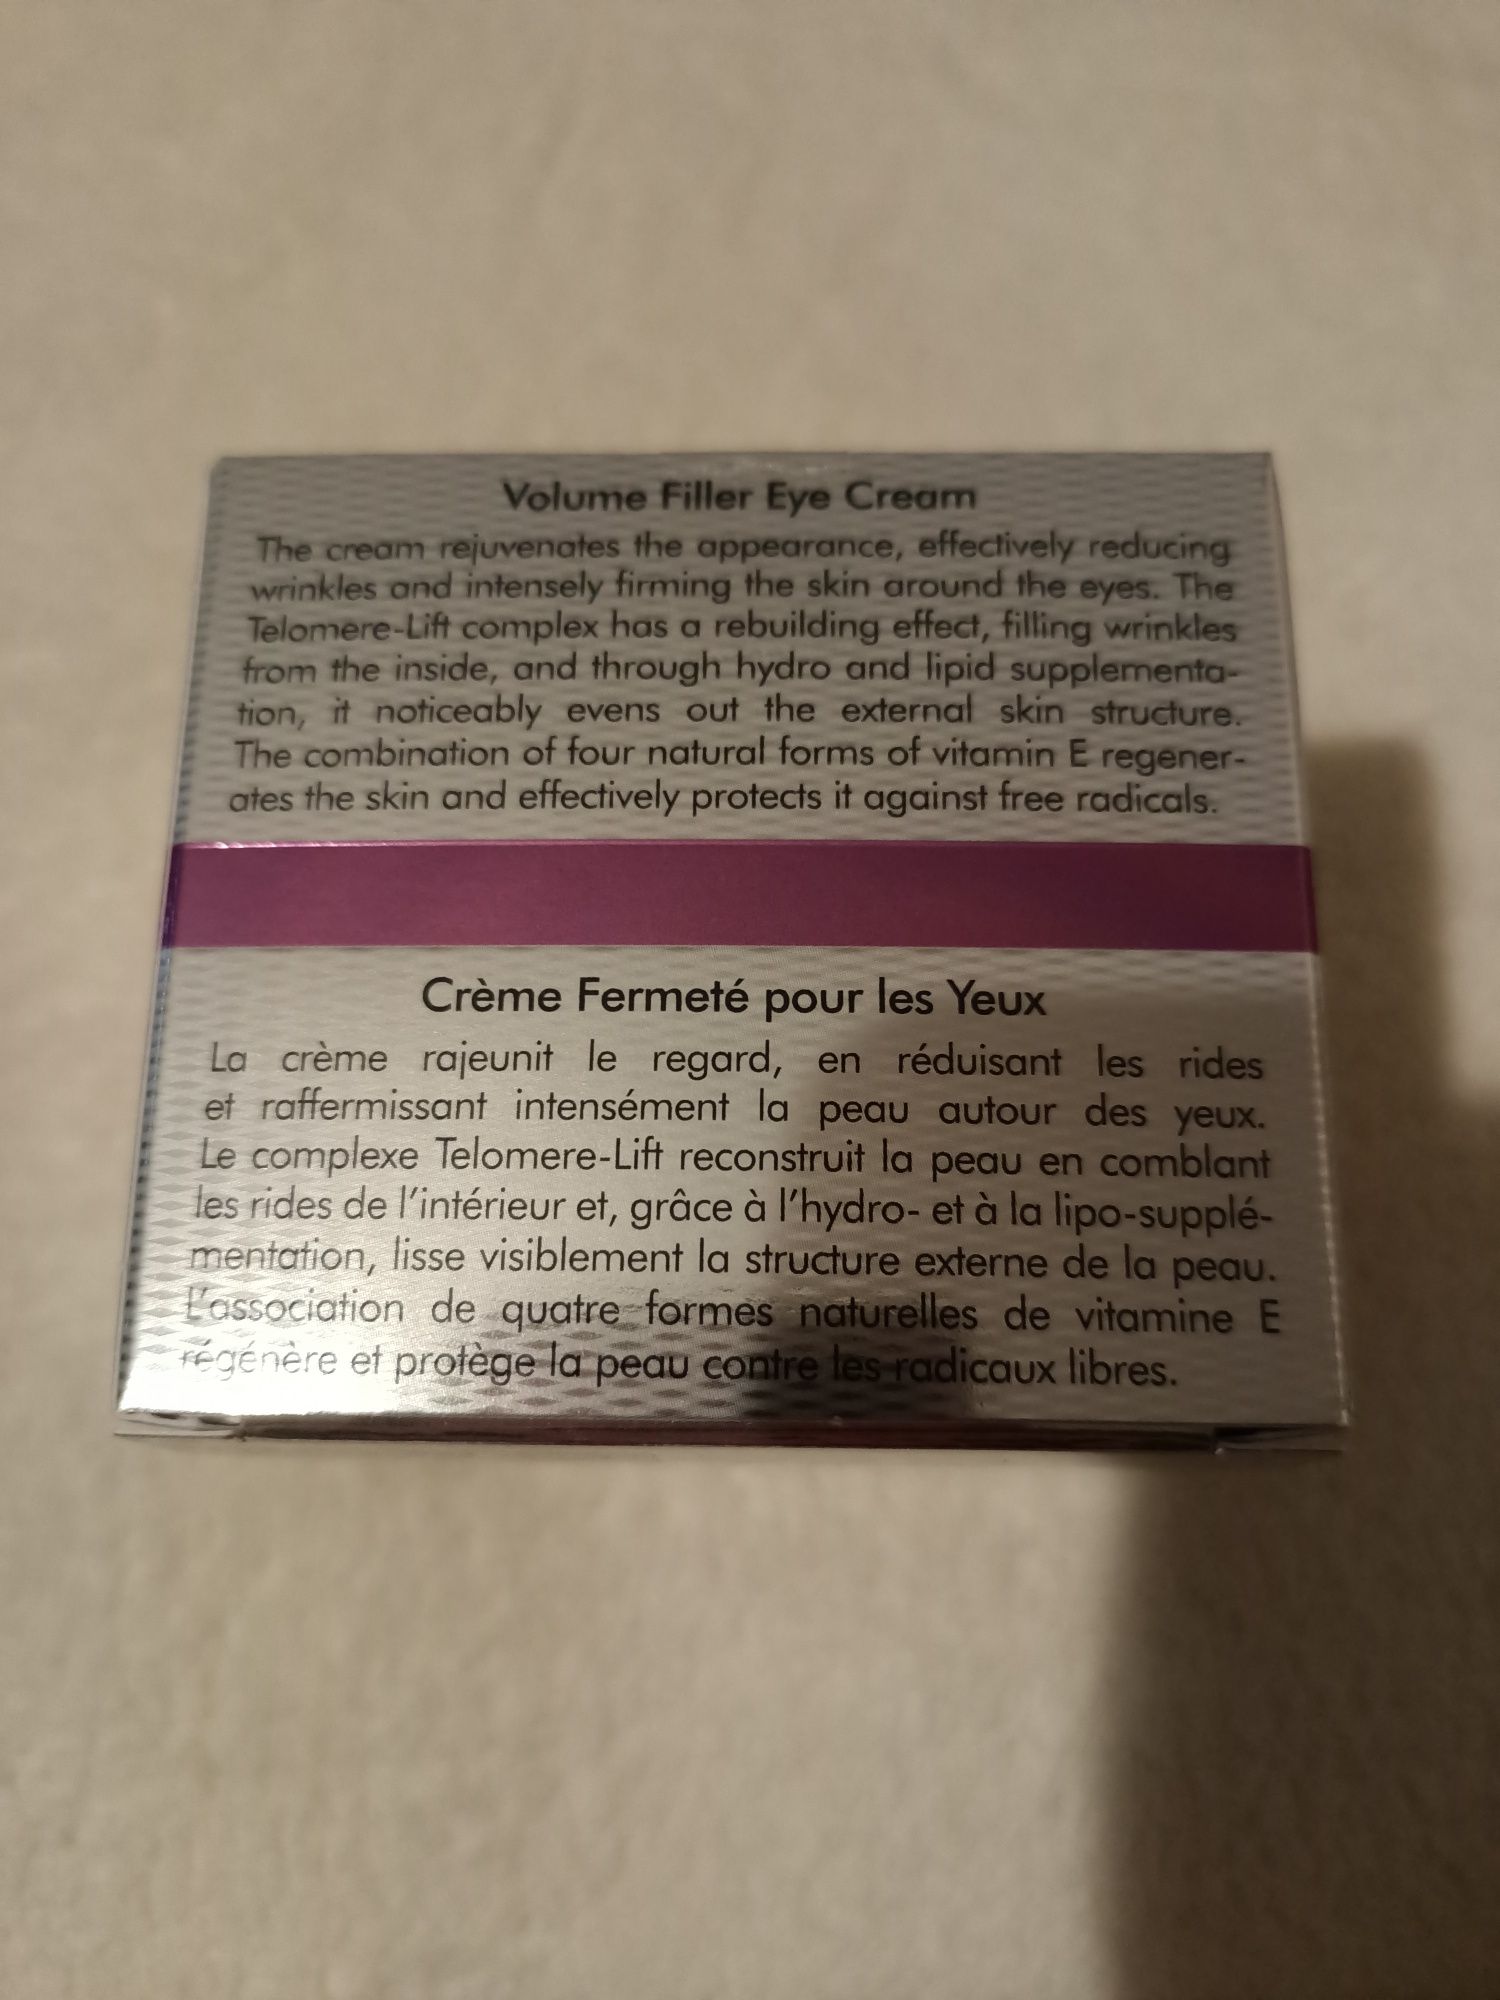 Volume Filler Eye Cream
The cream rejuvenates the appearance, effectively reducing
wrinkles and intensely firming the skin around the eyes. The
Telomere-Lift complex has a rebuilding effect, filling wrinkles
from the inside, and through hydro and lipid supplementa-
tion, it noticeably evens out the external skin structure.
The combination of four natural forms of vitamin E regener-
ates the skin and effectively protects it against free radicals.
Crème Fermeté pour les Yeux
La crème rajeunit le regard, en réduisant les rides
et raffermissant intensément la peau autour des yeux.
Le complexe Telomere-Lift reconstruit la peau en comblant
les rides de l'intérieur et, grâce à l'hydro- et à la lipo-supplé-
mentation, lisse visiblement la structure externe de la peau.
L'association de quatre formes naturelles de vitamine E
régénère et protège la peau contre les radicaux libres.